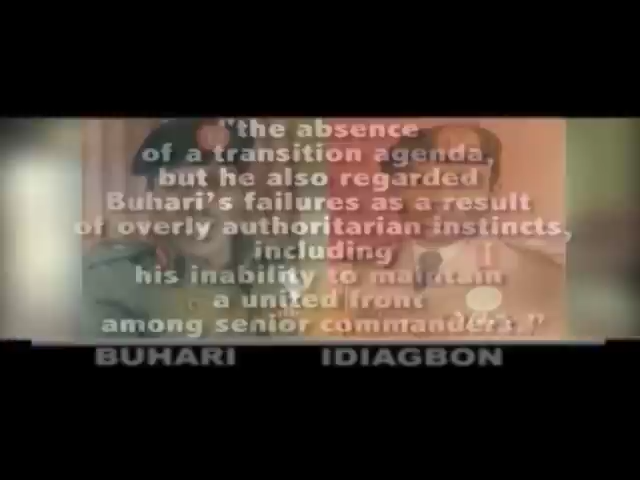 "the absence
of a transition agenda,
but he also regarded
Buhari's failures as a result
of overly authoritarian instincts,
including
his inability to maintain
a united front
among senior commanders."
BUHARI IDIAGBON